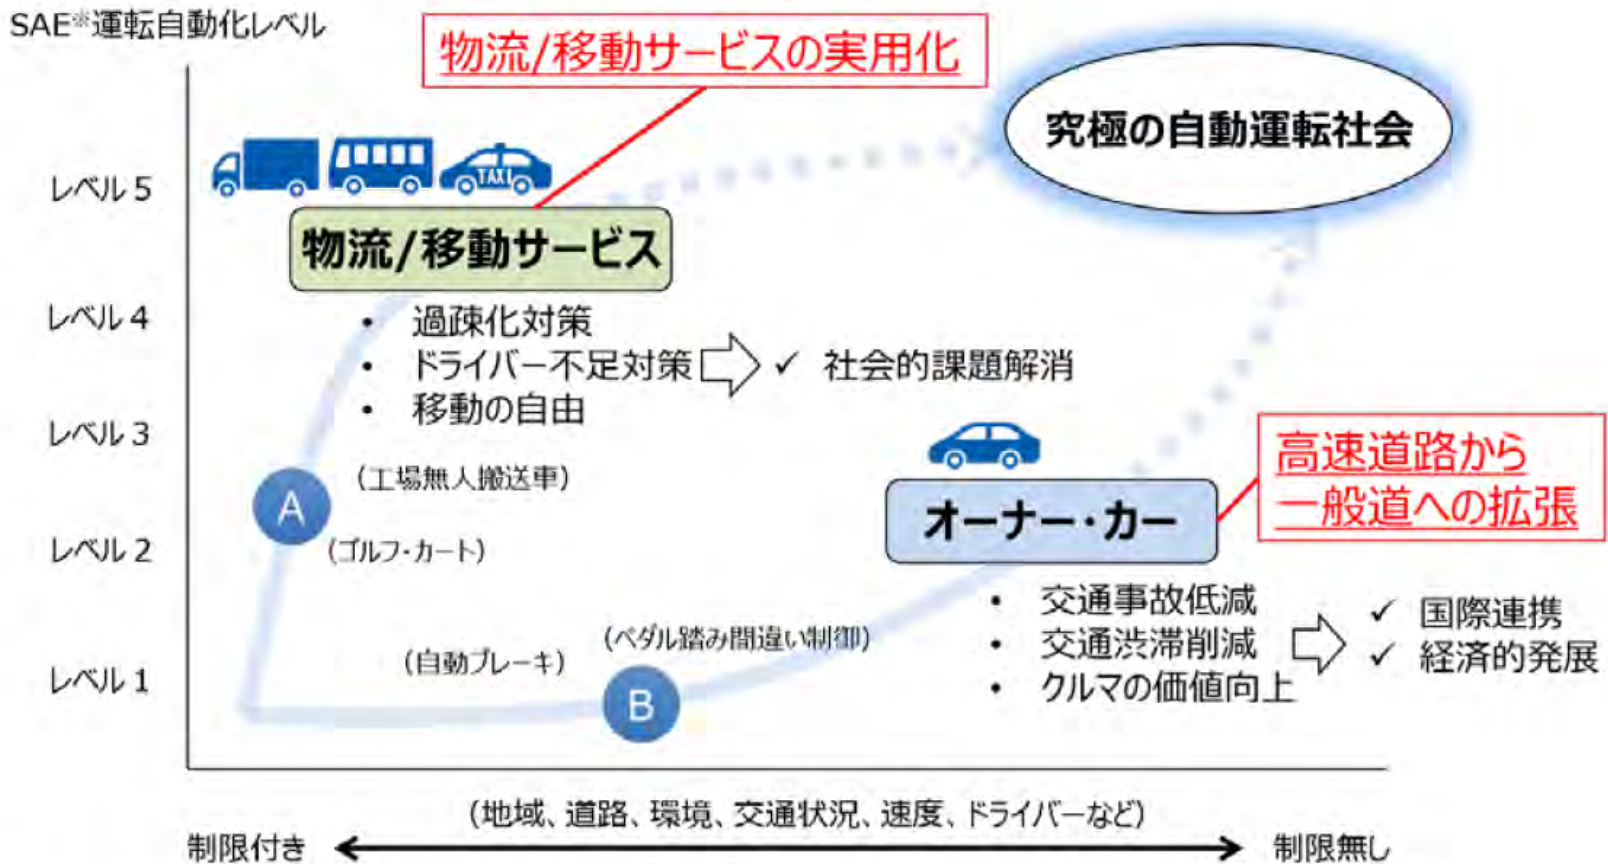 SAE※運転自動化レベル
物流/移動サービスの実用化
究極の自動運転社会
レベル5
TAXI
物流/移動サービス
レベル4
• 過疎化対策
• ドライバー不足対策
✓ 社会的課題解消
• 移動の自由
レベル3
高速道路から
一般道への拡張
(工場無人搬送車)
A
オーナー・カー
レベル2
(ゴルフ・カート)
• 交通事故低減
• 交通渋滞削減
• クルマの価値向上
✓ 国際連携
✓ 経済的発展
(ペダル踏み間違い制御)
(自動ブレーキ)
レベル1
B
(地域、道路、環境、交通状況、速度、ドライバーなど)
制限付き
制限無し